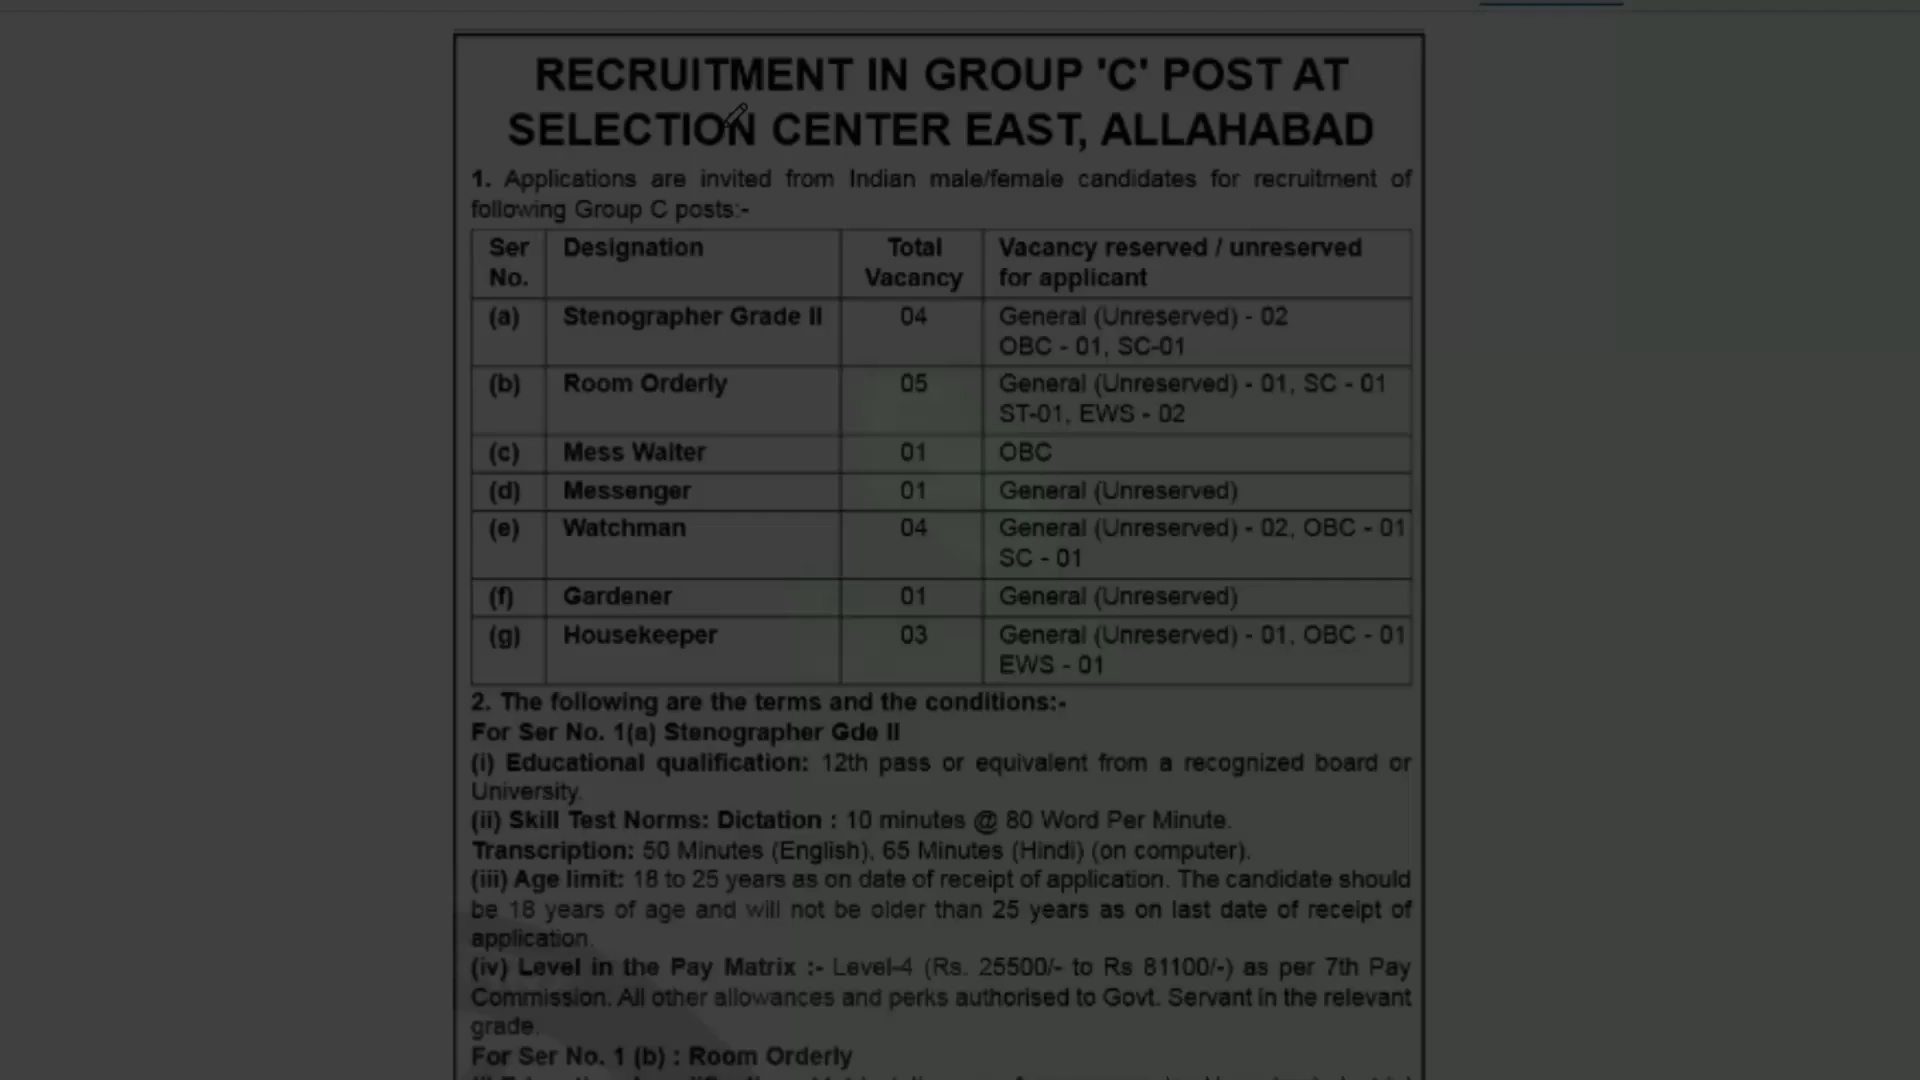 RECRUITMENT IN GROUP 'C' POST AT
SELECTION CENTER EAST, ALLAHABAD
1. Applications are invited from Indian male/female candidates for recruitment of
following Group C posts:-
Ser No. Designation Total Vacancy Vacancy reserved / unreserved for applicant
(a) Stenographer Grade II 04 General (Unreserved) - 02
OBC - 01, SC-01
(b) Room Orderly 05 General (Unreserved) - 01, SC - 01
ST-01, EWS - 02
(c) Mess Waiter 01 OBC
(d) Messenger 01 General (Unreserved)
(e) Watchman 04 General (Unreserved) - 02, OBC - 01
SC - 01
(f) Gardener 01 General (Unreserved)
(g) Housekeeper 03 General (Unreserved) - 01, OBC - 01
EWS - 01
2. The following are the terms and the conditions:-
For Ser No. 1(a) Stenographer Gde II
(i) Educational qualification: 12th pass or equivalent from a recognized board or
University.
(ii) Skill Test Norms: Dictation : 10 minutes @ 80 Word Per Minute.
Transcription: 50 Minutes (English), 65 Minutes (Hindi) (on computer).
(iii) Age limit: 18 to 25 years as on date of receipt of application. The candidate should
be 18 years of age and will not be older than 25 years as on last date of receipt of
application.
(iv) Level in the Pay Matrix :- Level-4 (Rs. 25500/- to Rs 81100/-) as per 7th Pay
Commission. All other allowances and perks authorised to Govt. Servant in the relevant
grade.
For Ser No. 1 (b) : Room Orderly